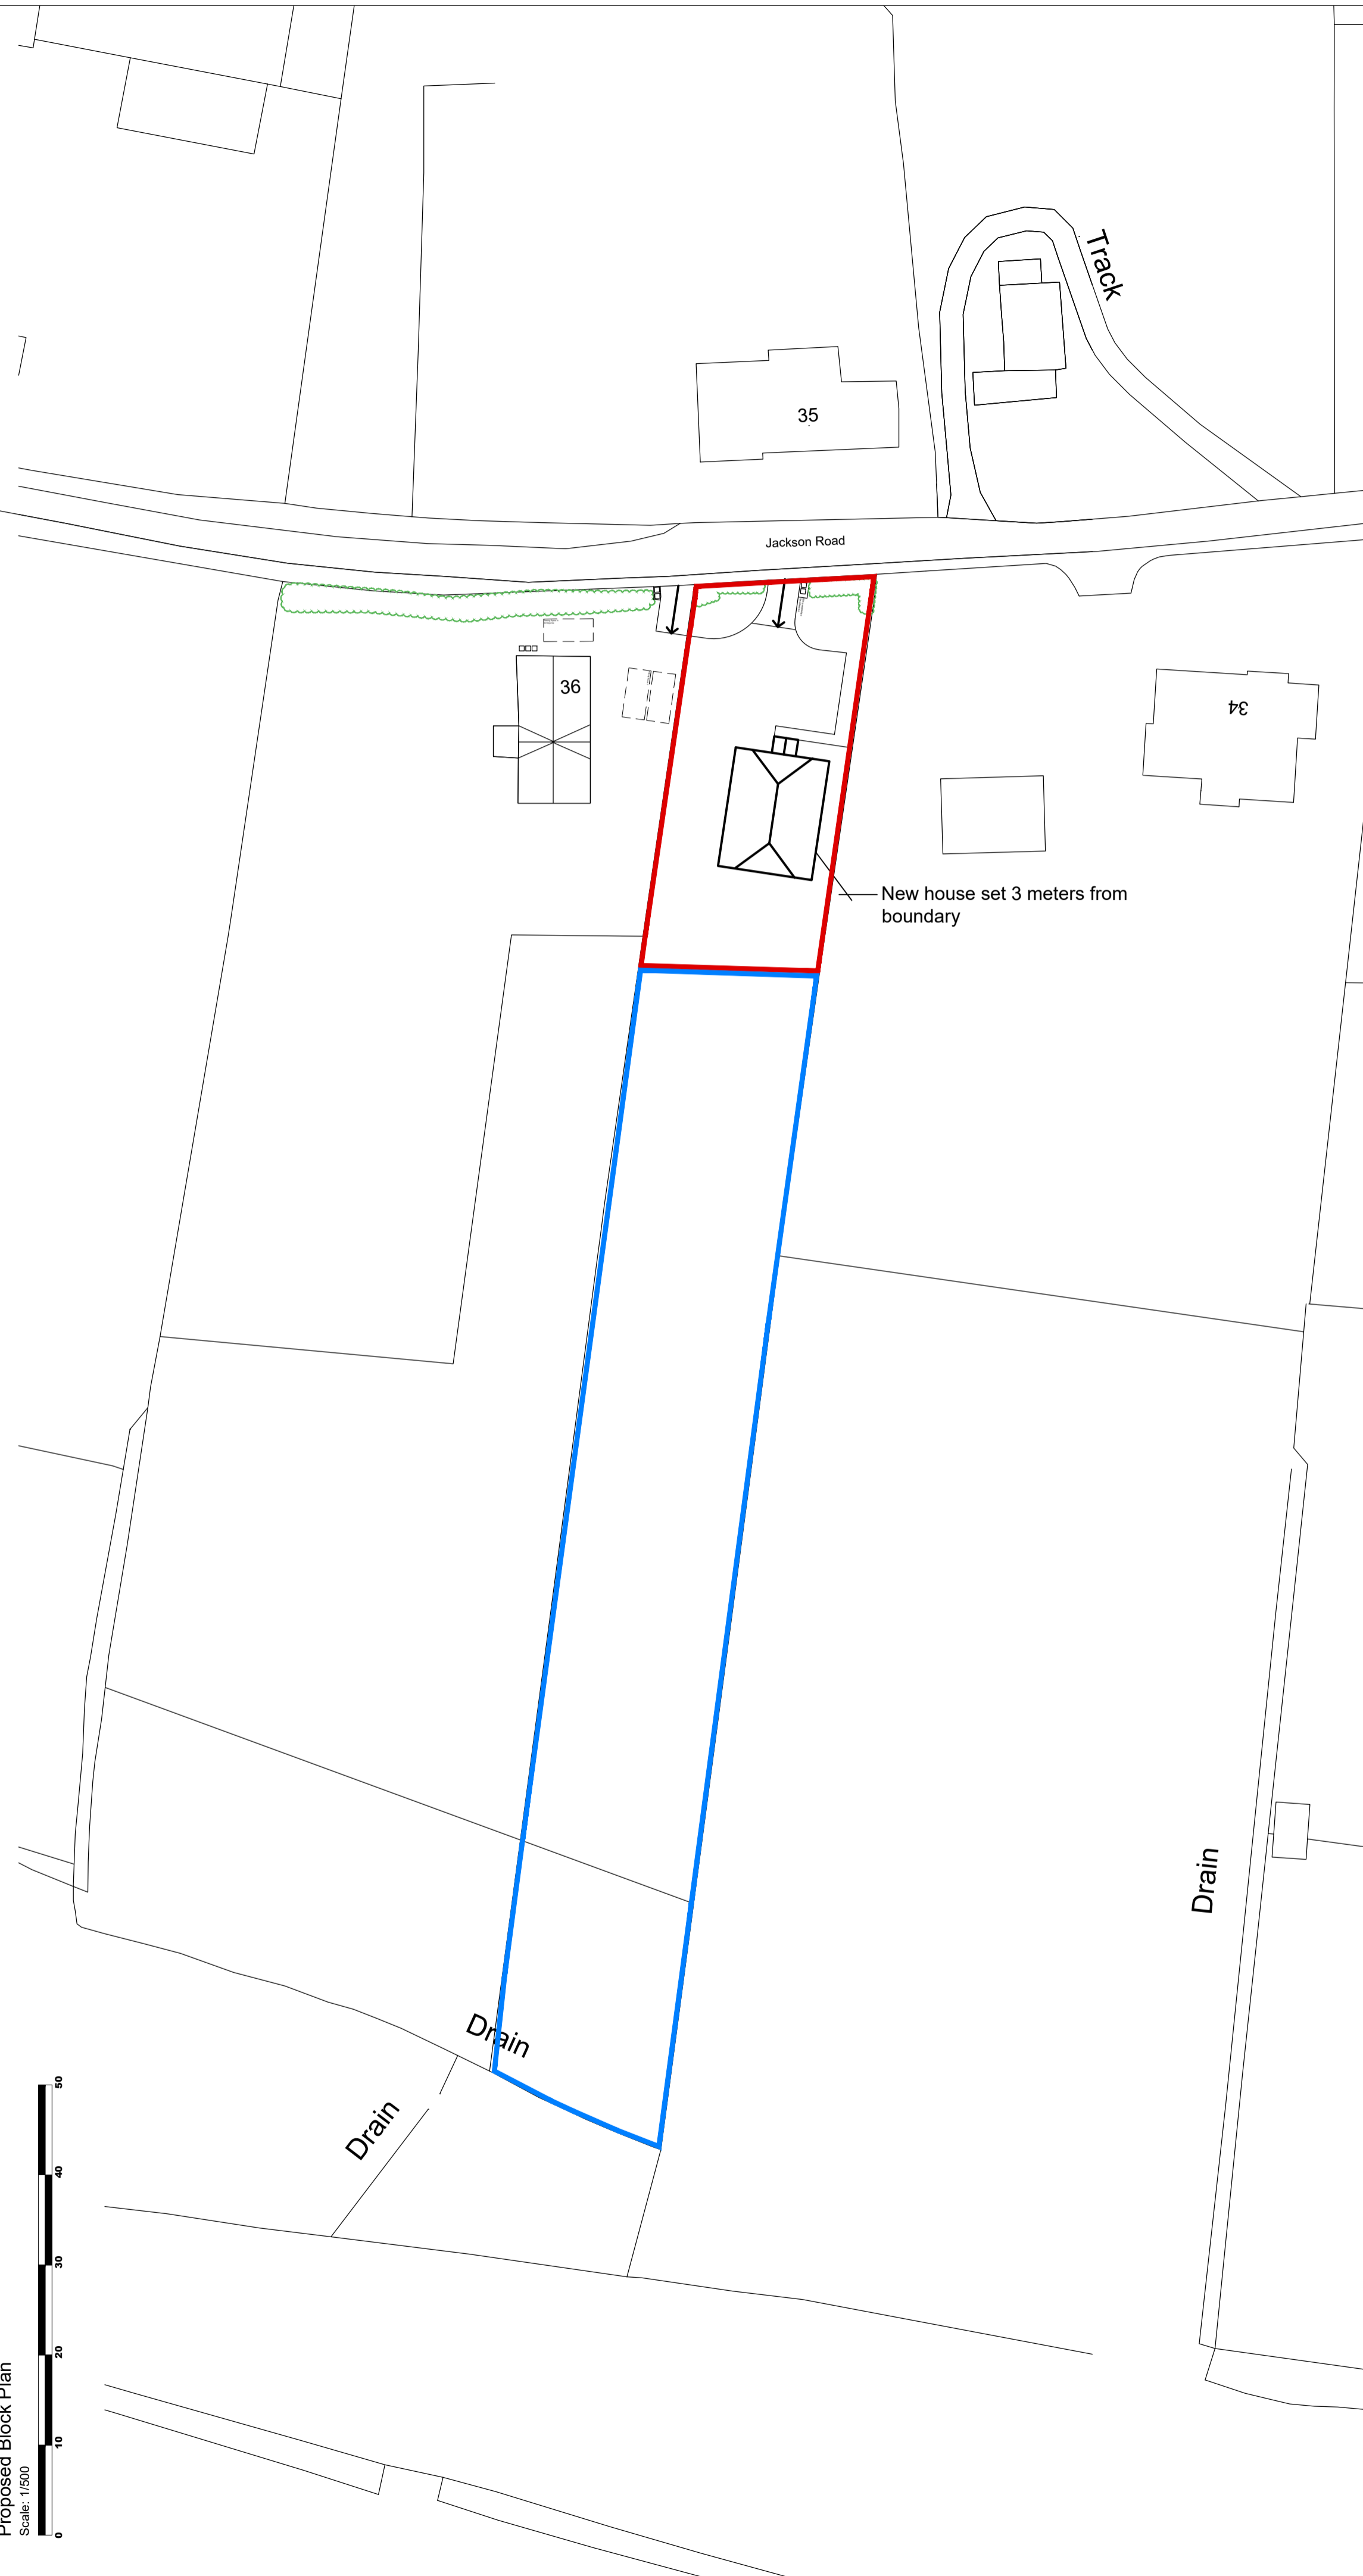 Track
35
Jackson Road
36
34
New house set 3 meters from
boundary
Drain
Drain
Drain
50
40
30
20
10
0
Proposed Block Plan
Scale: 1/500